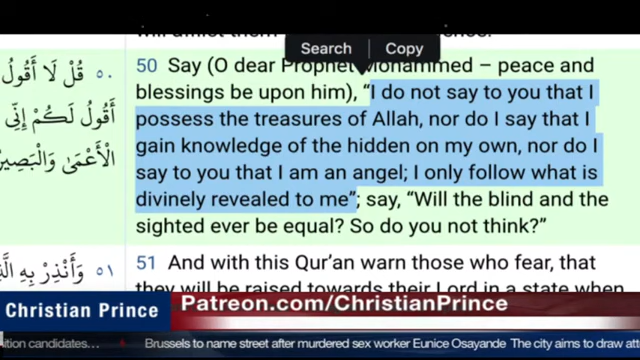 Search Copy
50 Say (O dear Prophet Mohammed – peace and
blessings be upon him), “I do not say to you that I
possess the treasures of Allah, nor do I say that I
gain knowledge of the hidden on my own, nor do I
say to you that I am an angel; I only follow what is
divinely revealed to me”; say, “Will the blind and the
sighted ever be equal? So do you not think?”
٥٠ قُلْ لَا أَقُولُ
أَقُولُ لَكُمْ إِنِّي
الْأَعْمَىٰ وَالْبَصِيرُ
51 And with this Qur’an warn those who fear, that
they will be raised towards their Lord in a state when
٥١ وَأَنْذِرْ بِهِ
Christian Prince
Patreon.com/ChristianPrince
ition candidates... Brussels to name street after murdered sex worker Eunice Osayande The city aims to draw att